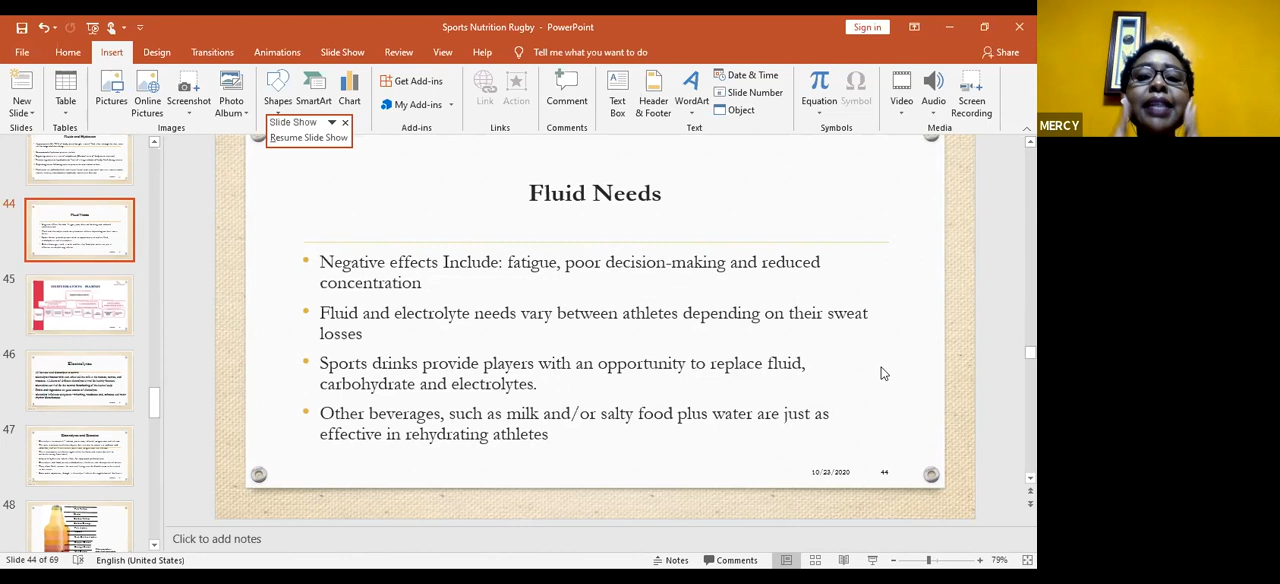 Sports Nutrition Rugby - PowerPoint
Sign in
File Home Insert Design Transitions Animations Slide Show Review View Help Tell me what you want to do Share
New Slide Table Pictures Online Pictures Screenshot Photo Album Shapes SmartArt Chart Get Add-ins My Add-ins Link Action Comment Text Box Header & Footer WordArt Date & Time Slide Number Object Equation Symbol Video Audio Screen Recording
Slides Tables Images Add-ins Links Comments Text Symbols Media
Slide Show
Resume Slide Show
MERCY
44
45
46
Electrolytes
47
48
Fluid Needs
• Negative effects Include: fatigue, poor decision-making and reduced
concentration
• Fluid and electrolyte needs vary between athletes depending on their sweat
losses
• Sports drinks provide players with an opportunity to replace fluid,
carbohydrate and electrolytes.
• Other beverages, such as milk and/or salty food plus water are just as
effective in rehydrating athletes
10/23/2020 44
Click to add notes
Slide 44 of 69 English (United States) Notes Comments 79%